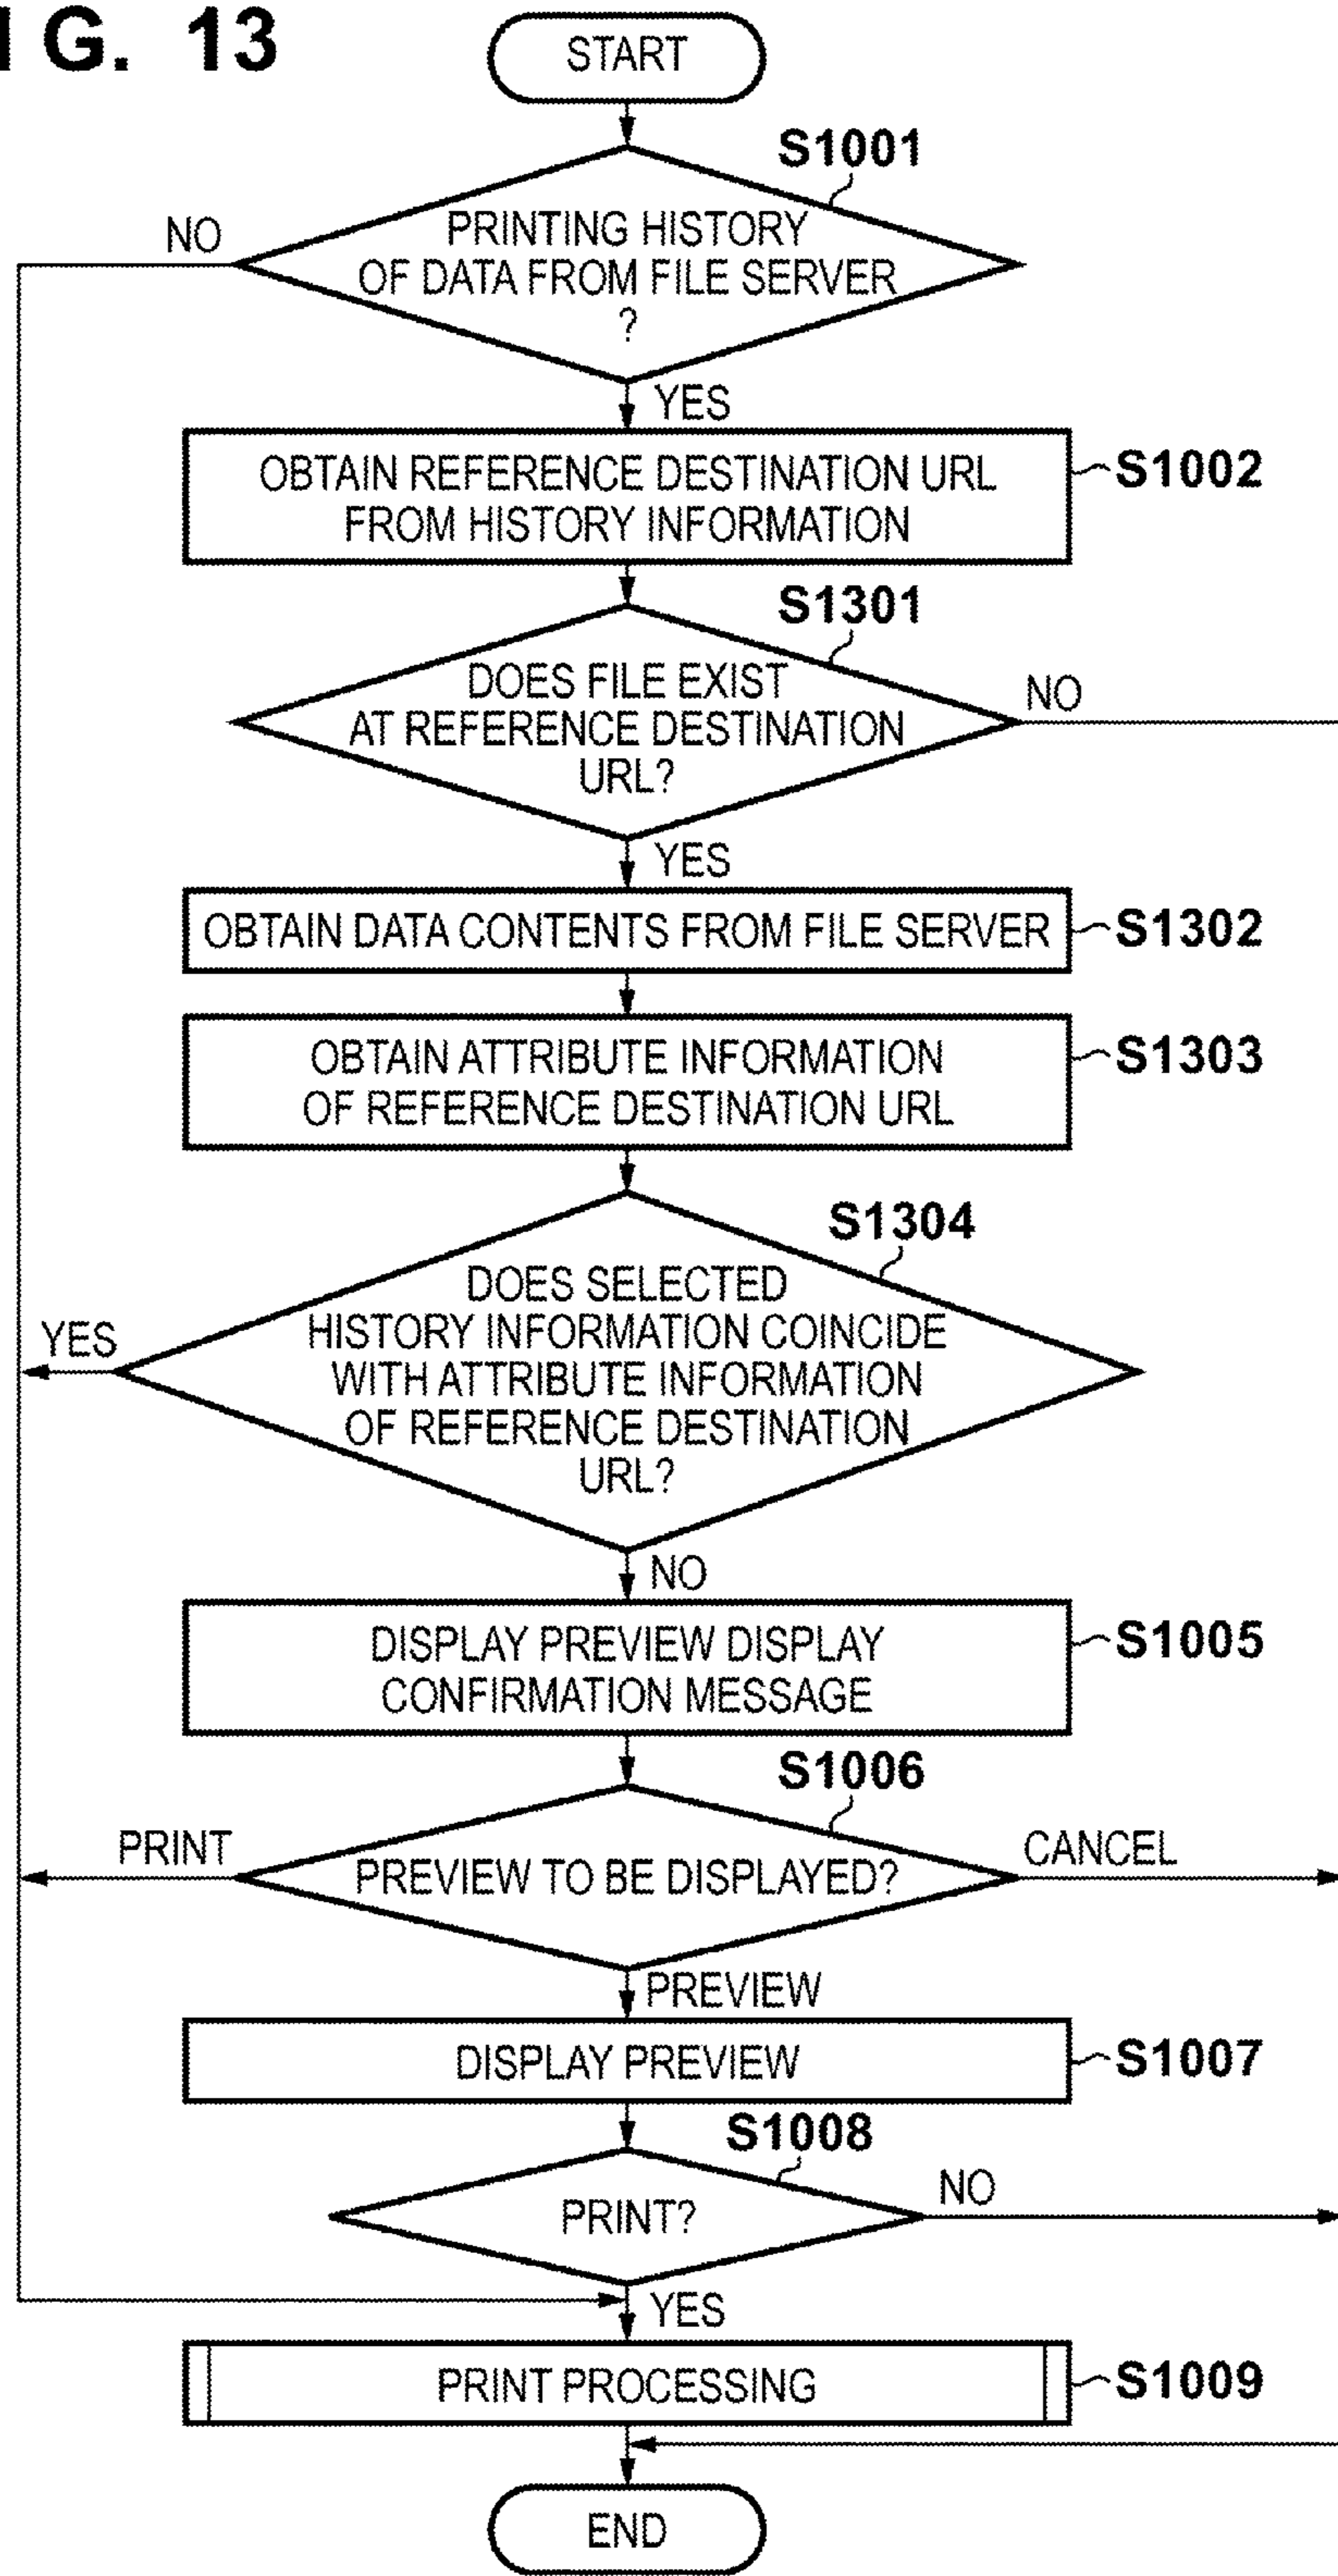 I G. 13
START
S1001
NO
PRINTING HISTORY
OF DATA FROM FILE SERVER
?
YES
OBTAIN REFERENCE DESTINATION URL
FROM HISTORY INFORMATION
S1002
S1301
DOES FILE EXIST
AT REFERENCE DESTINATION
URL?
NO
YES
OBTAIN DATA CONTENTS FROM FILE SERVER
S1302
OBTAIN ATTRIBUTE INFORMATION
OF REFERENCE DESTINATION URL
S1303
S1304
DOES SELECTED
HISTORY INFORMATION COINCIDE
WITH ATTRIBUTE INFORMATION
OF REFERENCE DESTINATION
URL?
YES
NO
DISPLAY PREVIEW DISPLAY
CONFIRMATION MESSAGE
S1005
S1006
PRINT
PREVIEW TO BE DISPLAYED?
CANCEL
PREVIEW
DISPLAY PREVIEW
S1007
S1008
PRINT?
NO
YES
PRINT PROCESSING
S1009
END